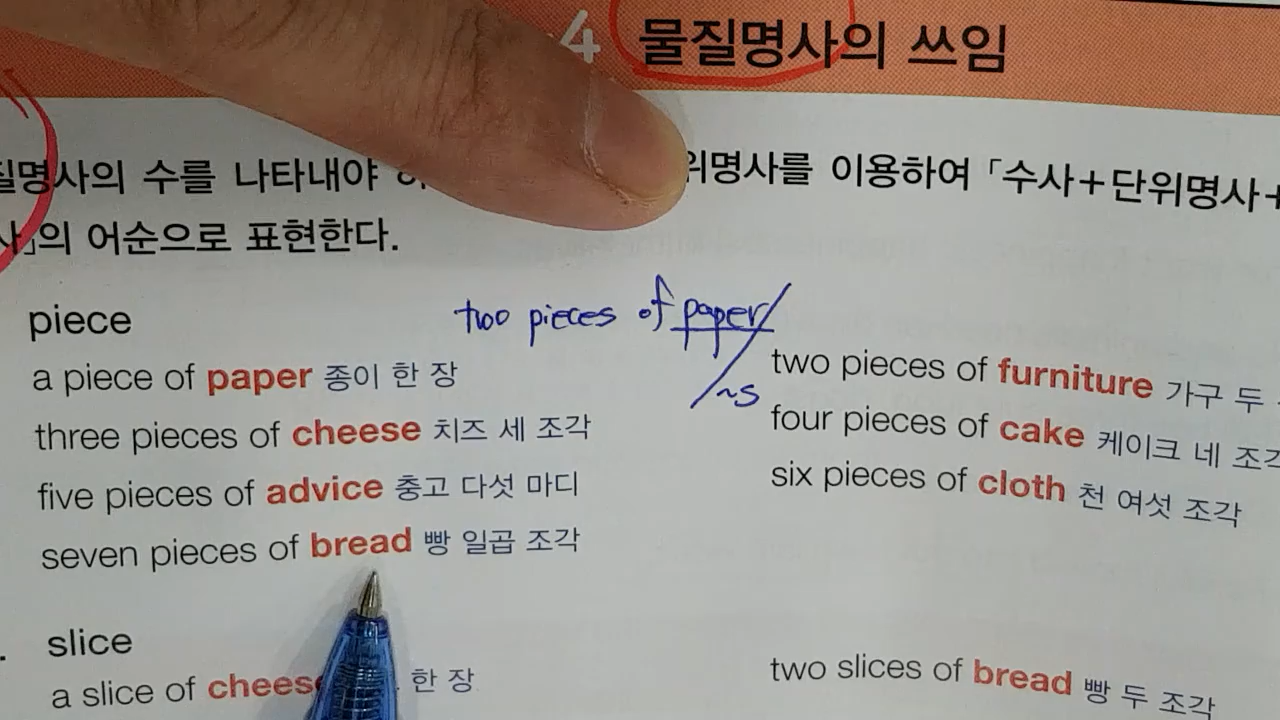 4 물질명사의 쓰임
질명사의 수를 나타내야 위명사를 이용하여 「수사+단위명사+
사」의 어순으로 표현한다.
piece
two pieces of paper
~s
a piece of paper 종이 한 장
two pieces of furniture 가구 두
three pieces of cheese 치즈 세 조각
four pieces of cake 케이크 네 조각
five pieces of advice 충고 다섯 마디
six pieces of cloth 천 여섯 조각
seven pieces of bread 빵 일곱 조각
slice
a slice of cheese 한 장
two slices of bread 빵 두 조각